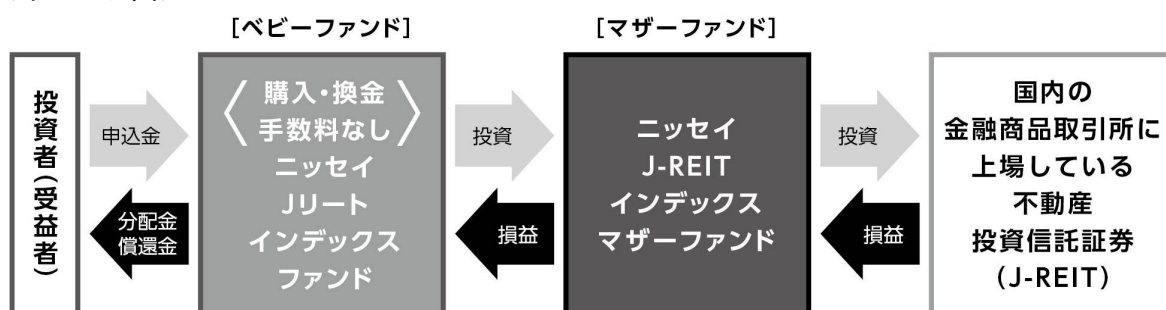 [ベビーファンド]
[マザーファンド]
投資者(受益者)
申込金
分配金
償還金
〈購入・換金
手数料なし〉
ニッセイ
Jリート
インデックス
ファンド
投資
損益
ニッセイ
J-REIT
インデックス
マザーファンド
投資
損益
国内の
金融商品取引所に
上場している
不動産
投資信託証券
(J-REIT)